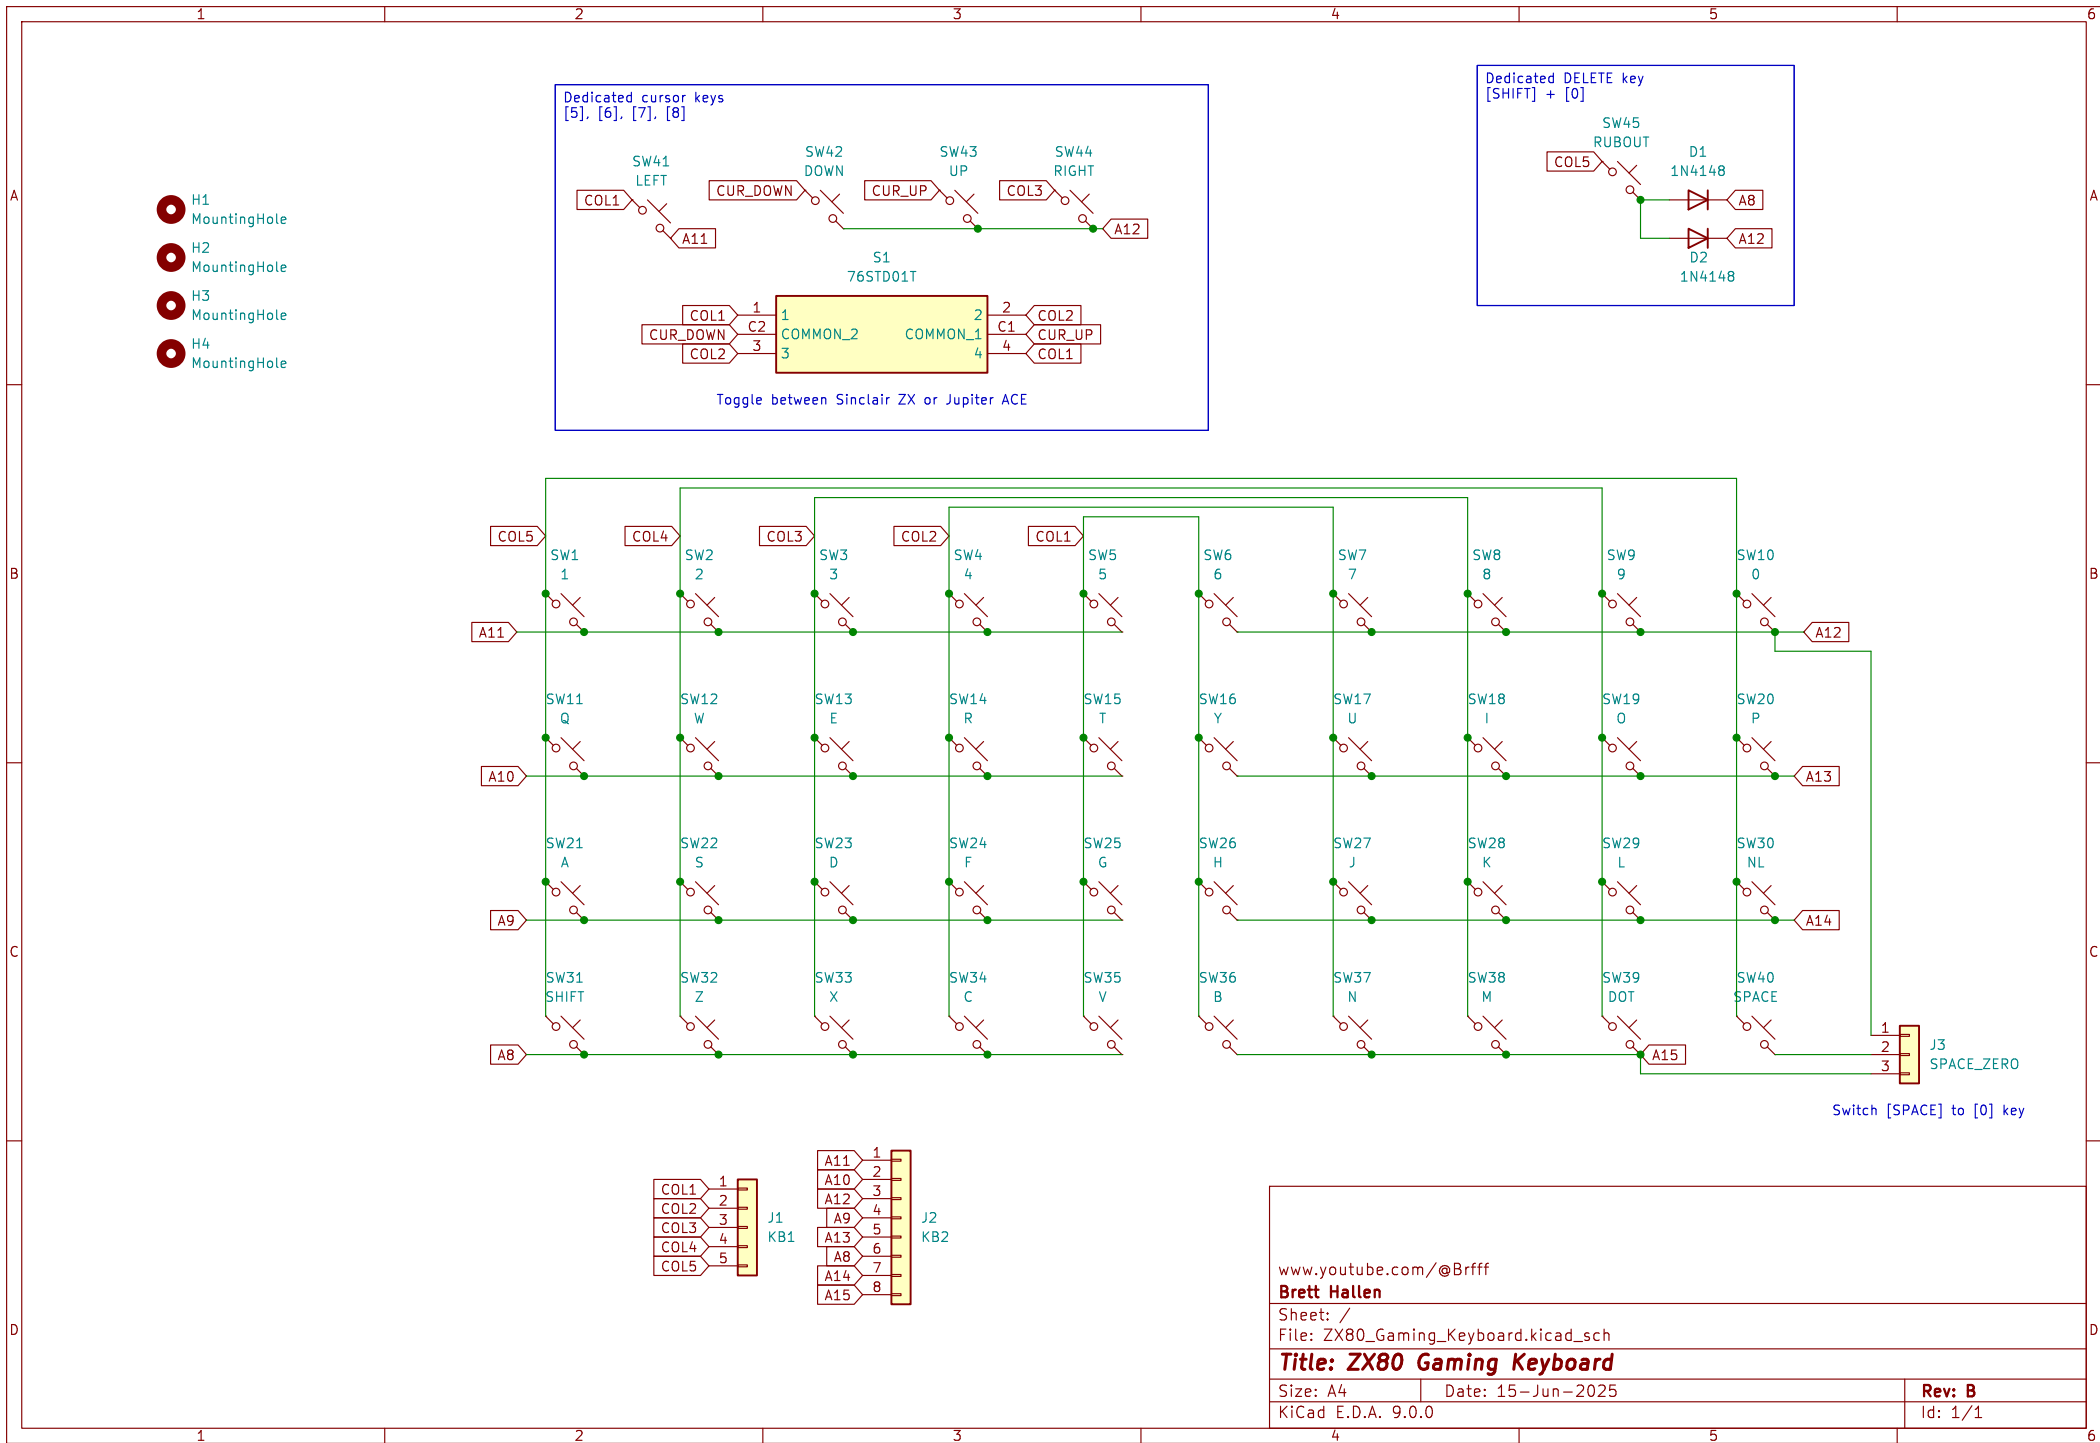 1 2 3 4 5 6
A
B
C
D
A
B
C
D
1 2 3 4 5 6
H1
MountingHole
H2
MountingHole
H3
MountingHole
H4
MountingHole
Dedicated cursor keys
[5], [6], [7], [8]
SW41
LEFT
COL1
A11
SW42
DOWN
CUR_DOWN
SW43
UP
CUR_UP
SW44
RIGHT
COL3
A12
S1
76STD01T
COL1 1 1 2 2 COL2
CUR_DOWN C2 COMMON_2 COMMON_1 C1 CUR_UP
COL2 3 3 4 4 COL1
Toggle between Sinclair ZX or Jupiter ACE
Dedicated DELETE key
[SHIFT] + [0]
SW45
RUBOUT
COL5
D1
1N4148
A8
A12
D2
1N4148
COL5 COL4 COL3 COL2 COL1
SW1 SW2 SW3 SW4 SW5 SW6 SW7 SW8 SW9 SW10
1 2 3 4 5 6 7 8 9 0
A11 A12
SW11 SW12 SW13 SW14 SW15 SW16 SW17 SW18 SW19 SW20
Q W E R T Y U I O P
A10 A13
SW21 SW22 SW23 SW24 SW25 SW26 SW27 SW28 SW29 SW30
A S D F G H J K L NL
A9 A14
SW31 SW32 SW33 SW34 SW35 SW36 SW37 SW38 SW39 SW40
SHIFT Z X C V B N M DOT SPACE
A8 A15
1
2
3
J3
SPACE_ZERO
Switch [SPACE] to [0] key
COL1 1
COL2 2
COL3 3
COL4 4
COL5 5
J1
KB1
A11 1
A10 2
A12 3
A9 4
A13 5
A8 6
A14 7
A15 8
J2
KB2
www.youtube.com/@Brfff
Brett Hallen
Sheet: /
File: ZX80_Gaming_Keyboard.kicad_sch
Title: ZX80 Gaming Keyboard
Size: A4 Date: 15-Jun-2025 Rev: B
KiCad E.D.A. 9.0.0 Id: 1/1